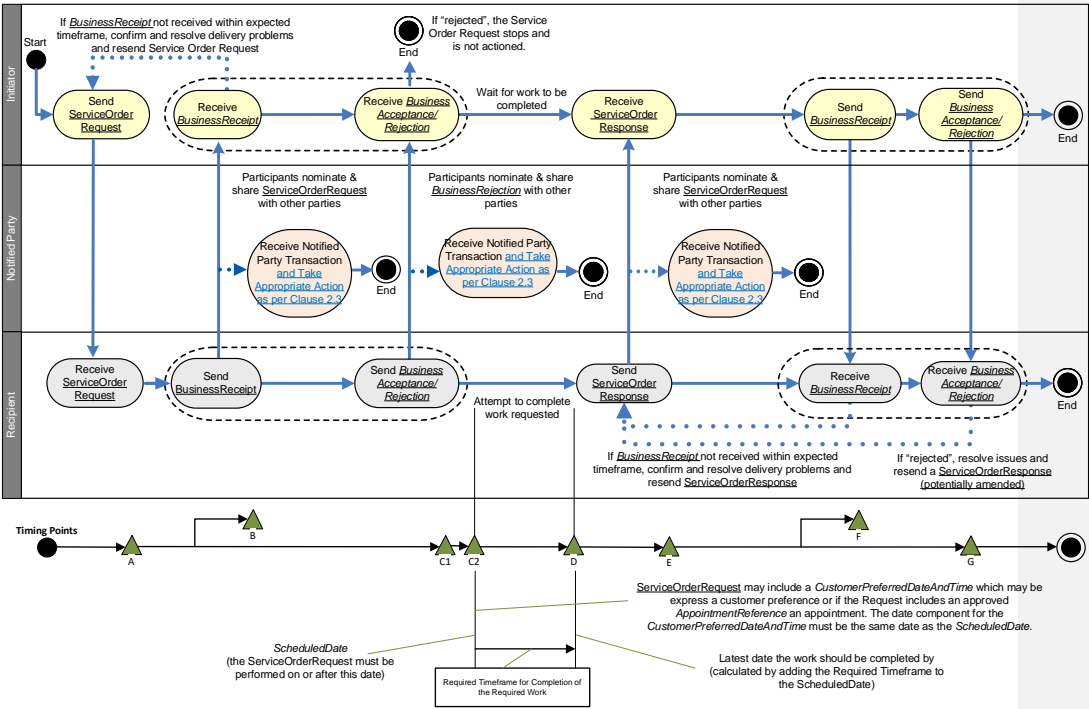 If BusinessReceipt not received within expected
timeframe, confirm and resolve delivery problems
and resend Service Order Request
If “rejected”, the Service
Order Request stops and
is not actioned.
Start
End
Initiator
Send
ServiceOrder
Request
Receive
BusinessReceipt
Receive Business
Acceptance/
Rejection)
Wait for work to be
completed
Receive
ServiceOrder
Response
Send
BusinessReceipt
Send
Business
Acceptance/
Rejection)
End
Notified Party
Participants nominate &
share ServiceOrderRequest
with other parties
Participants nominate & share
BusinessRejection with other
parties
Participants nominate &
share ServiceOrderRequest
with other parties
Receive Notified
Party Transaction
and Take
Appropriate Action
as per Clause 2.3
End
Receive Notified Party
Transaction and Take
Appropriate Action as
per Clause 2.3
End
Receive Notified
Party Transaction
and Take
Appropriate Action
as per Clause 2.3
End
Recipient
Receive
ServiceOrder
Request
Send
BusinessReceipt
Send Business
Acceptance/
Rejection)
Attempt to complete
work requested
Send
ServiceOrder
Response
Receive
BusinessReceipt
Receive Business
Acceptance/
Rejection)
End
If BusinessReceipt not received within expected
timeframe, confirm and resolve delivery problems and
resend ServiceOrderResponse
If “rejected”, resolve issues and
resend a ServiceOrderResponse
(potentially amended)
Timing Points
A
B
C1
C2
D
E
F
G
ServiceOrderRequest may include a CustomerPreferredDateAndTime which may be
express a customer preference or if the Request includes an approved
AppointmentReference an appointment. The date component for the
CustomerPreferredDateAndTime must be the same date as the ScheduledDate.
ScheduledDate
(the ServiceOrderRequest must be
performed on or after this date)
Latest date the work should be completed by
(calculated by adding the Required Timeframe to
the ScheduledDate)
Required Timeframe for Completion of
the Required Work